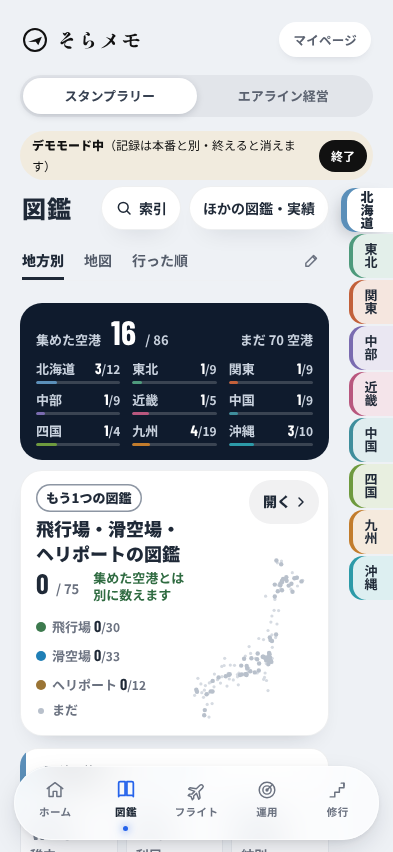 そらメモ
マイページ
スタンプラリー
エアライン経営
デモモード中（記録は本番と別・終えると消えま
す）
終了
図鑑
索引
ほかの図鑑・実績
北海道
東北
関東
中部
近畿
中国
四国
九州
沖縄
地方別
地図
行った順
集めた空港 16 / 86
まだ 70 空港
北海道 3/12 東北 1/9 関東 1/9
中部 1/9 近畿 1/5 中国 1/9
四国 1/4 九州 4/19 沖縄 3/10
もう1つの図鑑
開く
飛行場・滑空場・
ヘリポートの図鑑
0 / 75
集めた空港とは
別に数えます
飛行場 0/30
滑空場 0/33
ヘリポート 0/12
まだ
ホーム
図鑑
フライト
運用
修行